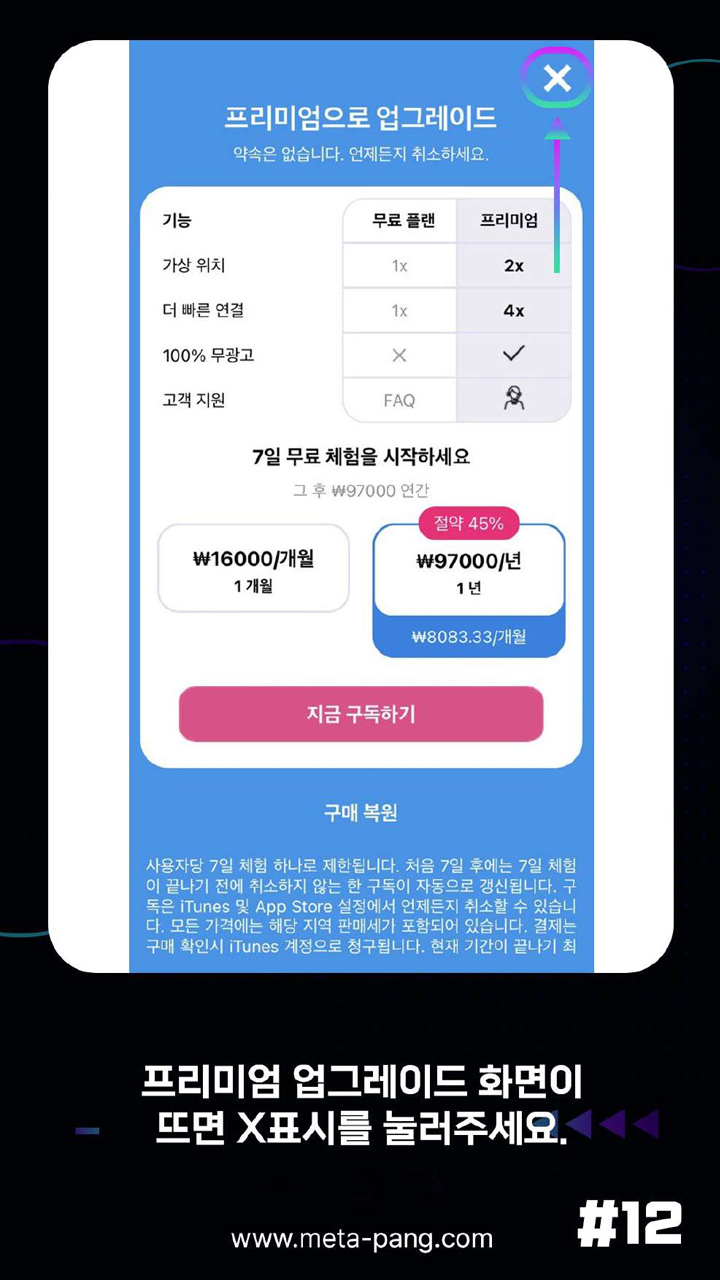 프리미엄으로 업그레이드
약속은 없습니다. 언제든지 취소하세요.
기능 무료 플랜 프리미엄
가상 위치 1x 2x
더 빠른 연결 1x 4x
100% 무광고
고객 지원 FAQ
7일 무료 체험을 시작하세요
그 후 ₩97000 연간
절약 45%
₩16000/개월 ₩97000/년
1 개월 1 년
₩8083.33/개월
지금 구독하기
구매 복원
사용자당 7일 체험 하나로 제한됩니다. 처음 7일 후에는 7일 체험
이 끝나기 전에 취소하지 않는 한 구독이 자동으로 갱신됩니다. 구
독은 iTunes 및 App Store 설정에서 언제든지 취소할 수 있습니
다. 모든 가격에는 해당 지역 판매세가 포함되어 있습니다. 결제는
구매 확인시 iTunes 계정으로 청구됩니다. 현재 기간이 끝나기 최
프리미엄 업그레이드 화면이
뜨면 X표시를 눌러주세요.
#12
www.meta-pang.com